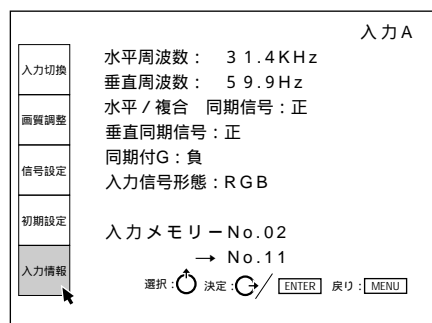 入力A
入力切換
画質調整
信号設定
初期設定
入力情報
水平周波数： 31.4KHz
垂直周波数： 59.9Hz
水平/複合 同期信号：正
垂直同期信号：正
同期付G：負
入力信号形態：RGB
入力メモリーNo.02
→ No.11
選択： 決定： / ENTER 戻り：MENU